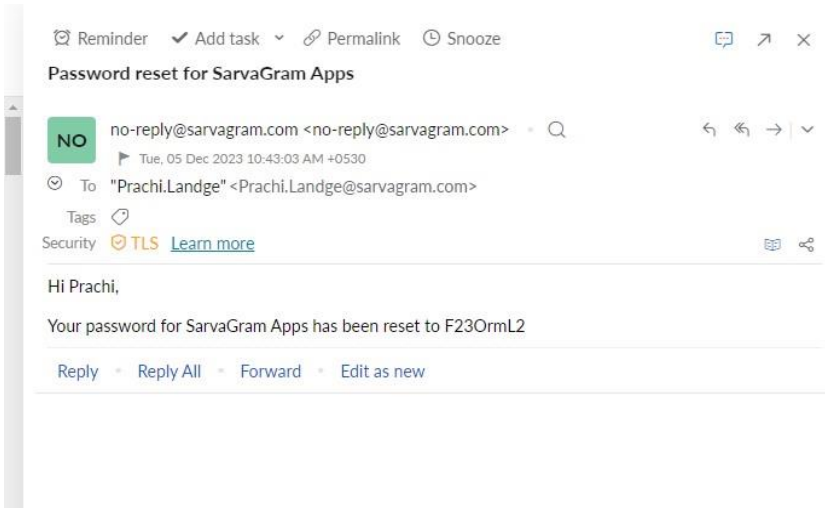 Reminder Add task Permalink Snooze
Password reset for SarvaGram Apps
NO no-reply@sarvagram.com <no-reply@sarvagram.com>
Tue, 05 Dec 2023 10:43:03 AM +0530
To "Prachi.Landge" <Prachi.Landge@sarvagram.com>
Tags
Security TLS Learn more
Hi Prachi,
Your password for SarvaGram Apps has been reset to F23OrmL2
Reply Reply All Forward Edit as new